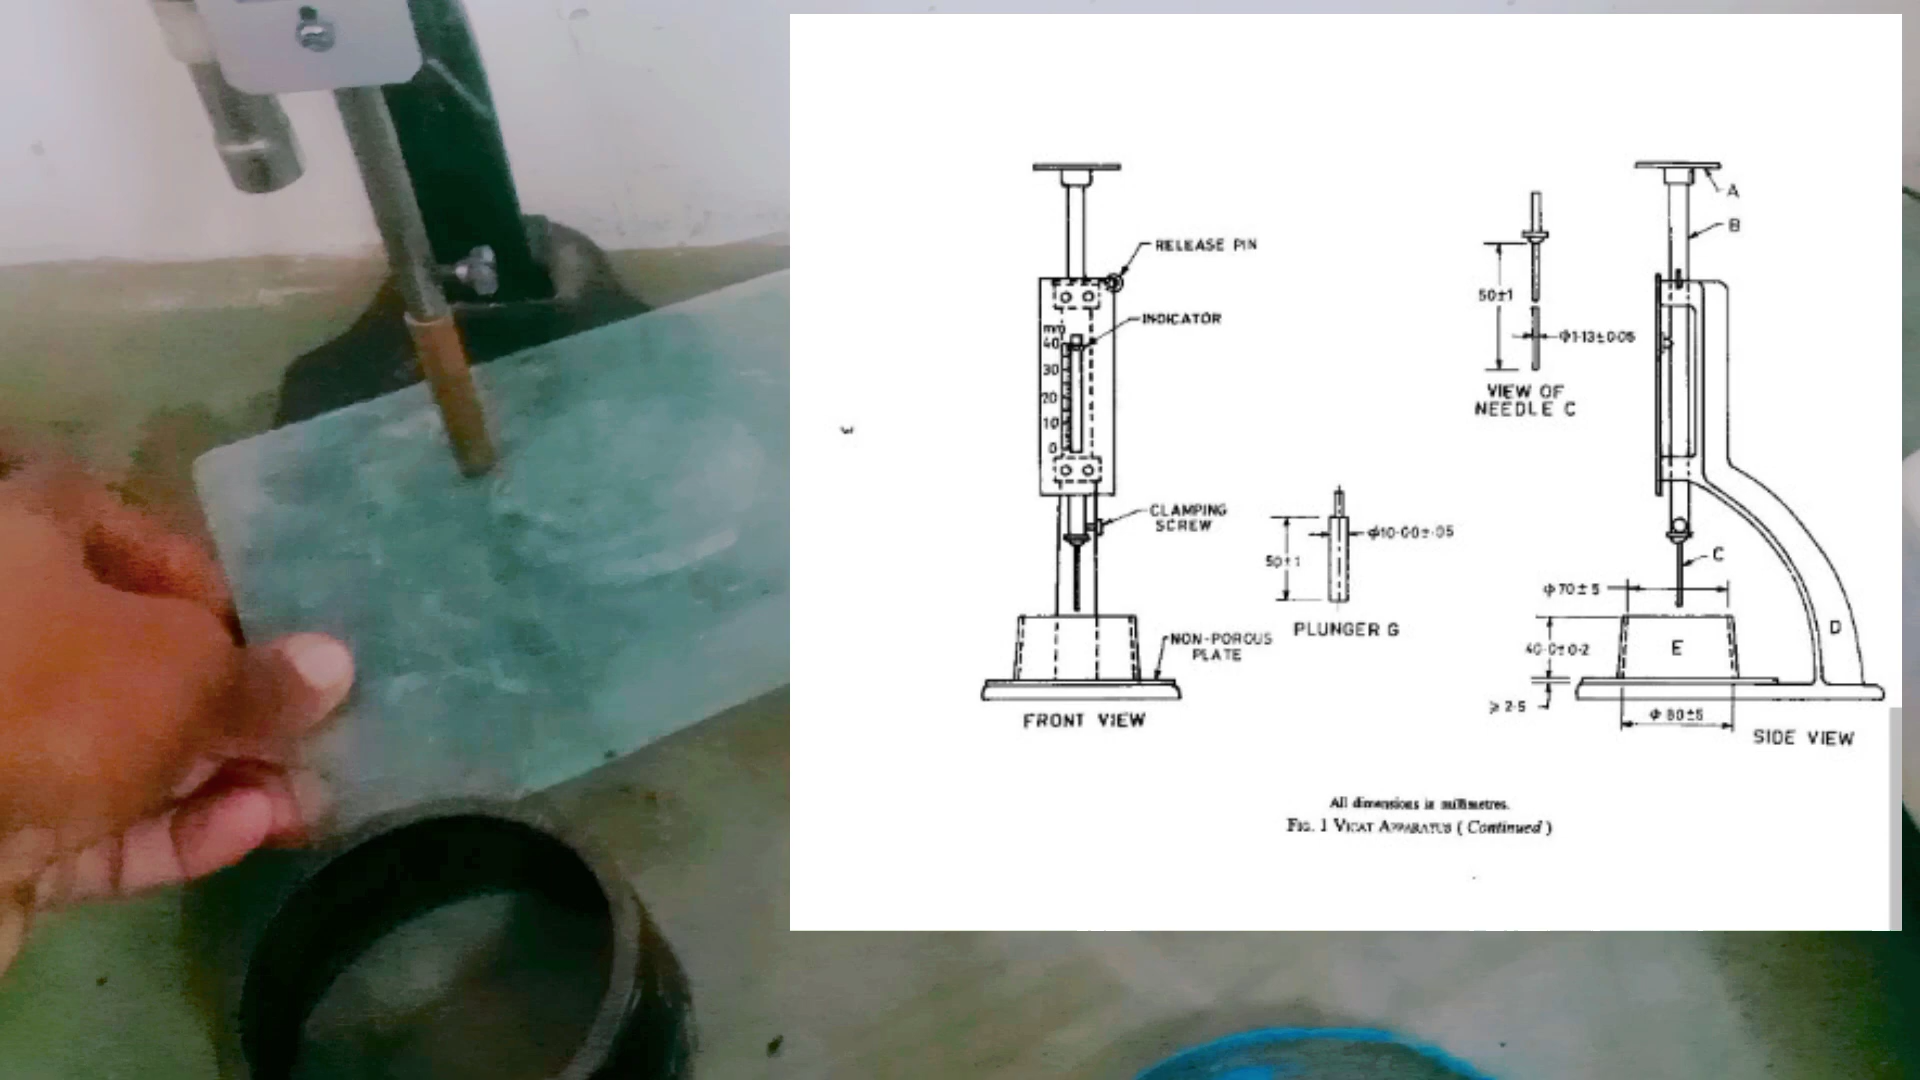 A
B
RELEASE PIN
50±1
INDICATOR
mm
40
30
20
10
0
Φ1·13±0·05
VIEW OF
NEEDLE C
CLAMPING
SCREW
Φ10·00±·05
50±1
C
Φ70±5
PLUNGER G
NON-POROUS
PLATE
40·0±0·2
E
D
≥ 2·5
Φ 80±5
FRONT VIEW
SIDE VIEW
All dimensions in millimetres.
FIG. 1 VICAT APPARATUS ( Continued )